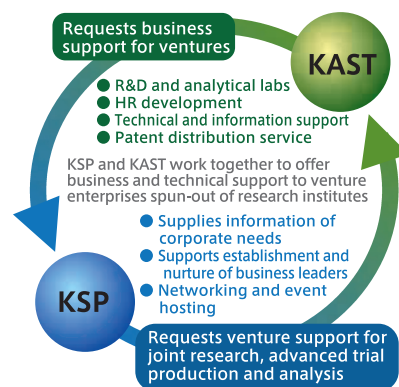 Requests business
support for ventures
KAST
● R&D and analytical labs
● HR development
● Technical and information support
● Patent distribution service
KSP and KAST work together to offer
business and technical support to venture
enterprises spun-out of research institutes
● Supplies information of
corporate needs
● Supports establishment and
nurture of business leaders
● Networking and event
hosting
KSP
Requests venture support for
joint research, advanced trial
production and analysis